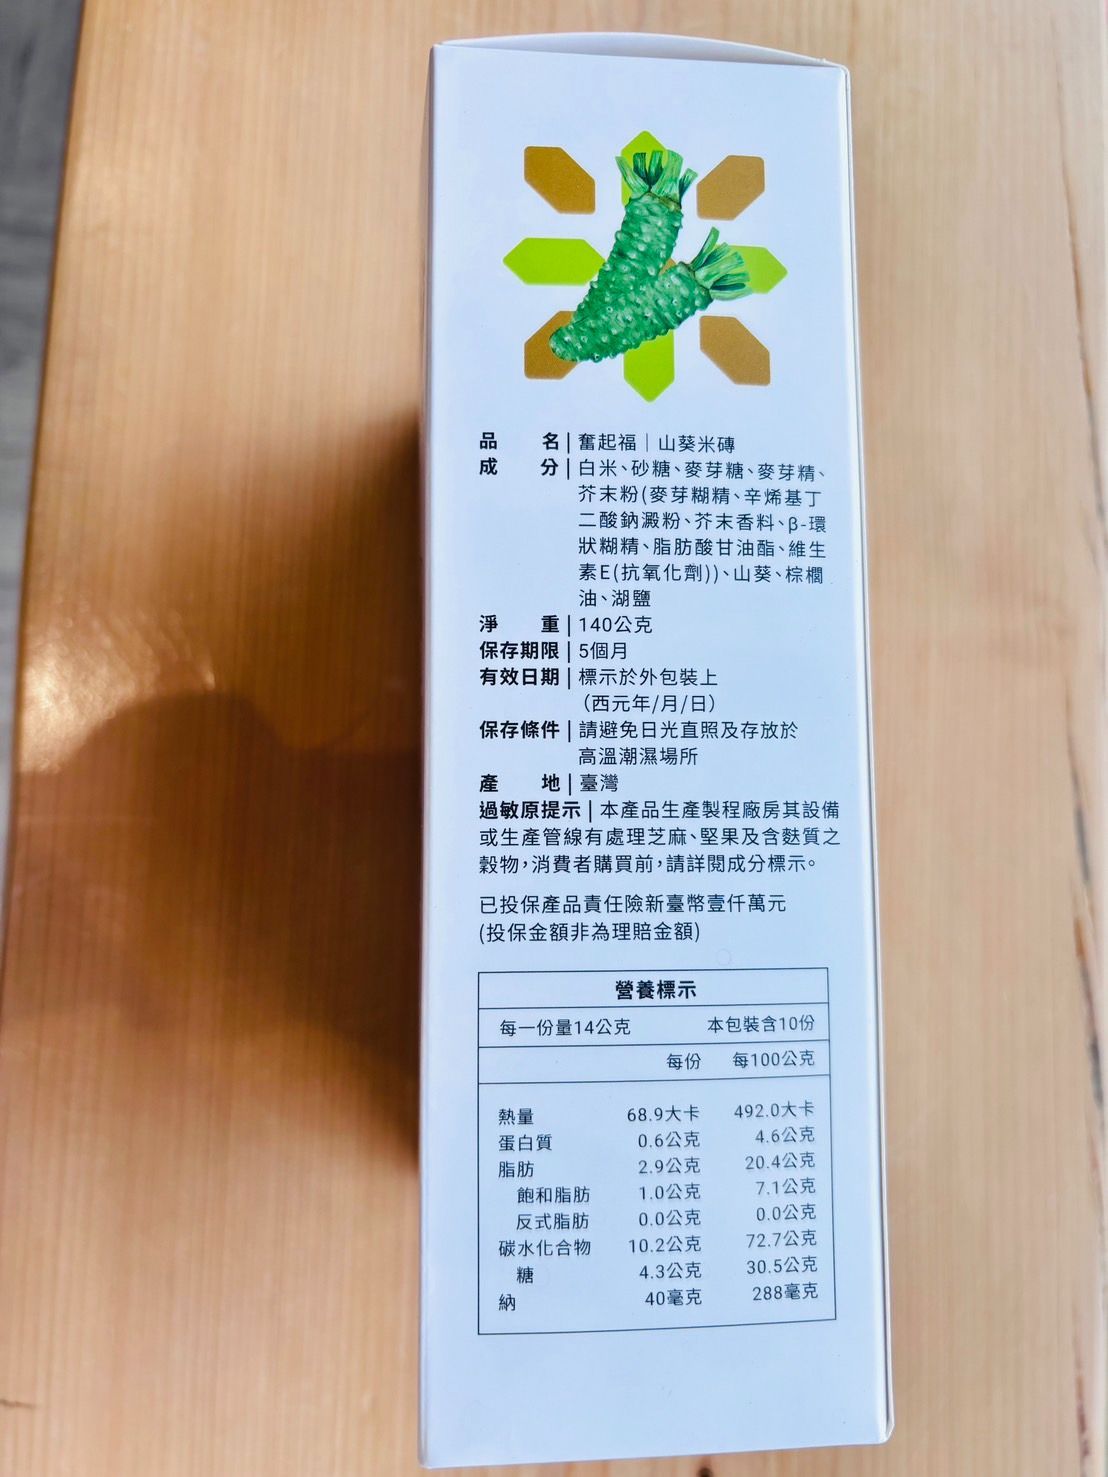 品 名|奮起福|山葵米磚
成 分|白米、砂糖、麥芽糖、麥芽精、
芥末粉(麥芽糊精、辛烯基丁
二酸鈉澱粉、芥末香料、β-環
狀糊精、脂肪酸甘油酯、維生
素E(抗氧化劑))、山葵、棕櫚
油、湖鹽
淨 重|140公克
保存期限|5個月
有效日期|標示於外包裝上
(西元年/月/日)
保存條件|請避免日光直照及存放於
高溫潮濕場所
產 地|臺灣
過敏原提示|本產品生產製程廠房其設備
或生產管線有處理芝麻、堅果及含麩質之
穀物，消費者購買前，請詳閱成分標示。
已投保產品責任險新臺幣壹仟萬元
(投保金額非為理賠金額)
營養標示
每一份量14公克 本包裝含10份
每份 每100公克
熱量 68.9大卡 492.0大卡
蛋白質 0.6公克 4.6公克
脂肪 2.9公克 20.4公克
飽和脂肪 1.0公克 7.1公克
反式脂肪 0.0公克 0.0公克
碳水化合物 10.2公克 72.7公克
糖 4.3公克 30.5公克
納 40毫克 288毫克